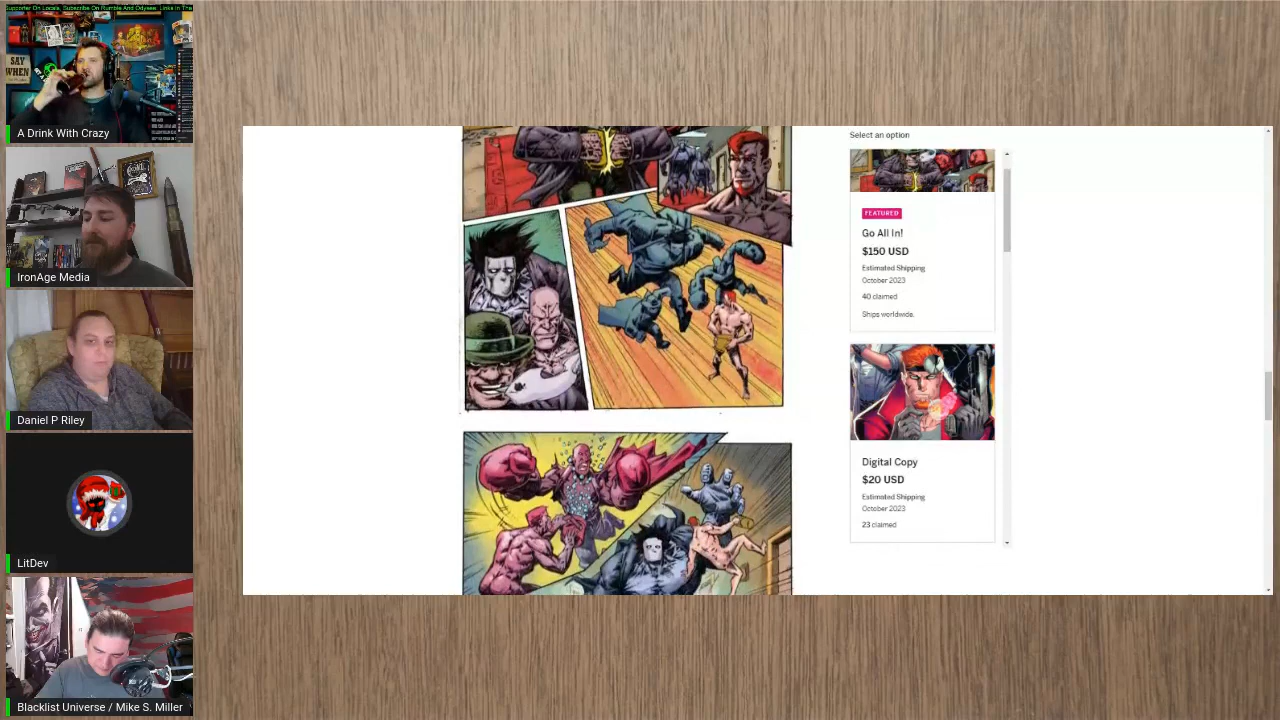 Supporter On Locals, Subscribe On Rumble And Odysee. Links In The
SAY
WHEN
A Drink With Crazy
IronAge Media
Daniel P Riley
LitDev
Blacklist Universe / Mike S. Miller
Select an option
FEATURED
Go All In!
$150 USD
Estimated Shipping
October 2023
40 claimed
Ships worldwide.
Digital Copy
$20 USD
Estimated Shipping
October 2023
23 claimed